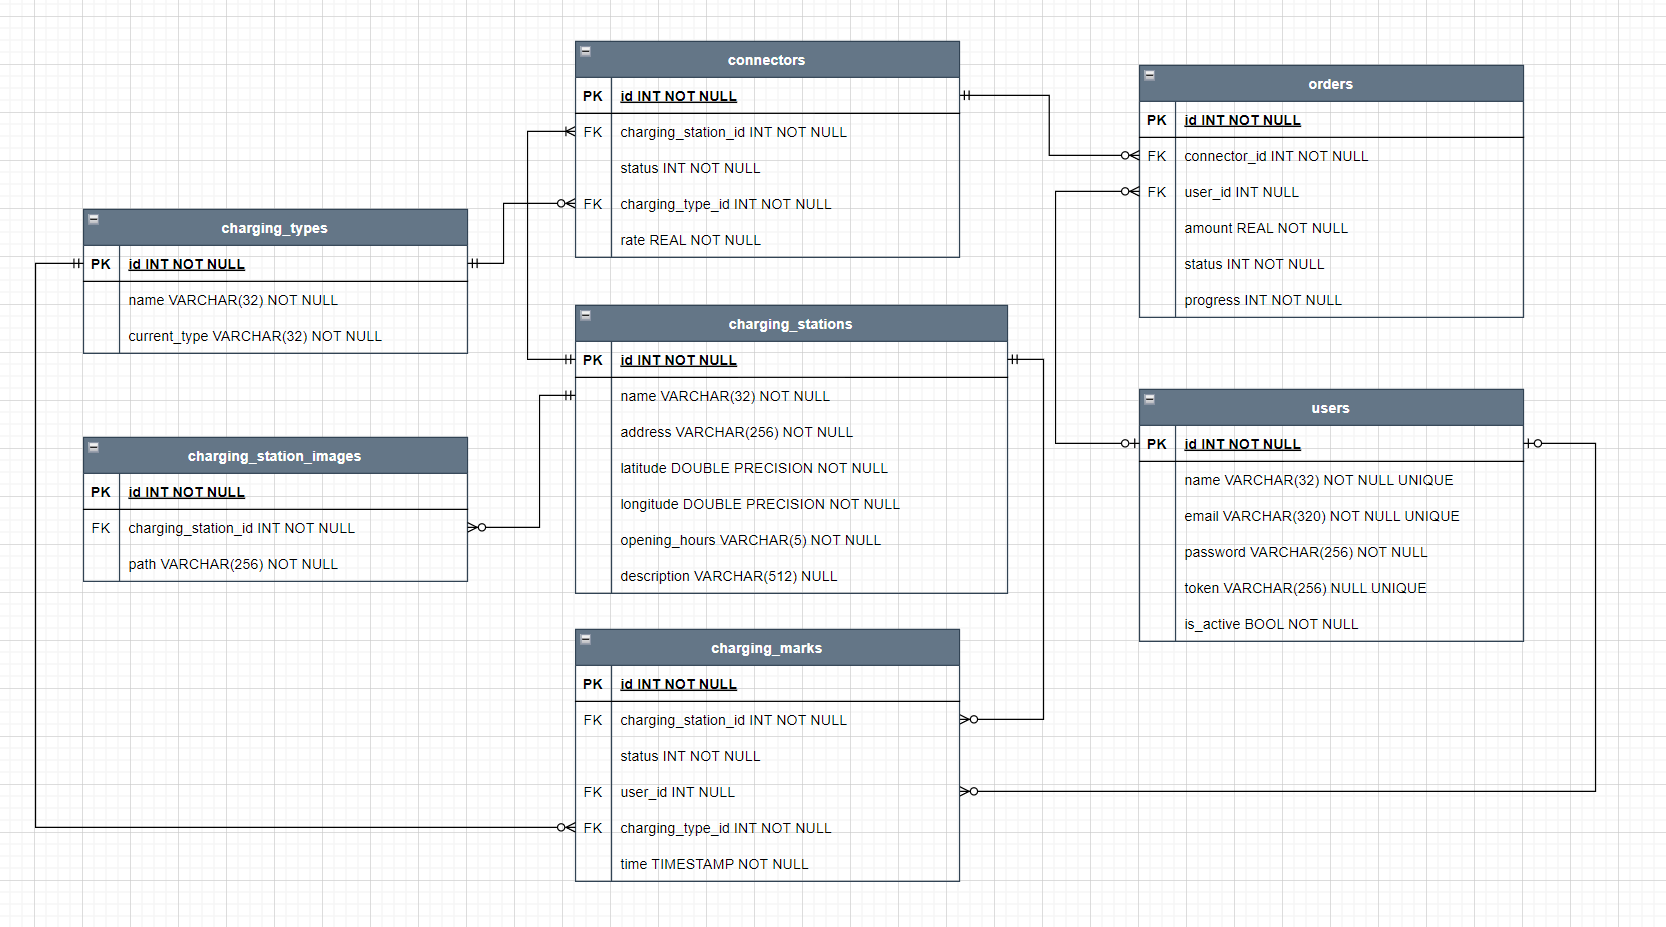 connectors
PK id INT NOT NULL
FK charging_station_id INT NOT NULL
status INT NOT NULL
FK charging_type_id INT NOT NULL
rate REAL NOT NULL
orders
PK id INT NOT NULL
FK connector_id INT NOT NULL
FK user_id INT NULL
amount REAL NOT NULL
status INT NOT NULL
progress INT NOT NULL
charging_types
PK id INT NOT NULL
name VARCHAR(32) NOT NULL
current_type VARCHAR(32) NOT NULL
charging_stations
PK id INT NOT NULL
name VARCHAR(32) NOT NULL
address VARCHAR(256) NOT NULL
latitude DOUBLE PRECISION NOT NULL
longitude DOUBLE PRECISION NOT NULL
opening_hours VARCHAR(5) NOT NULL
description VARCHAR(512) NULL
users
PK id INT NOT NULL
name VARCHAR(32) NOT NULL UNIQUE
email VARCHAR(320) NOT NULL UNIQUE
password VARCHAR(256) NOT NULL
token VARCHAR(256) NULL UNIQUE
is_active BOOL NOT NULL
charging_station_images
PK id INT NOT NULL
FK charging_station_id INT NOT NULL
path VARCHAR(256) NOT NULL
charging_marks
PK id INT NOT NULL
FK charging_station_id INT NOT NULL
status INT NOT NULL
FK user_id INT NULL
FK charging_type_id INT NOT NULL
time TIMESTAMP NOT NULL